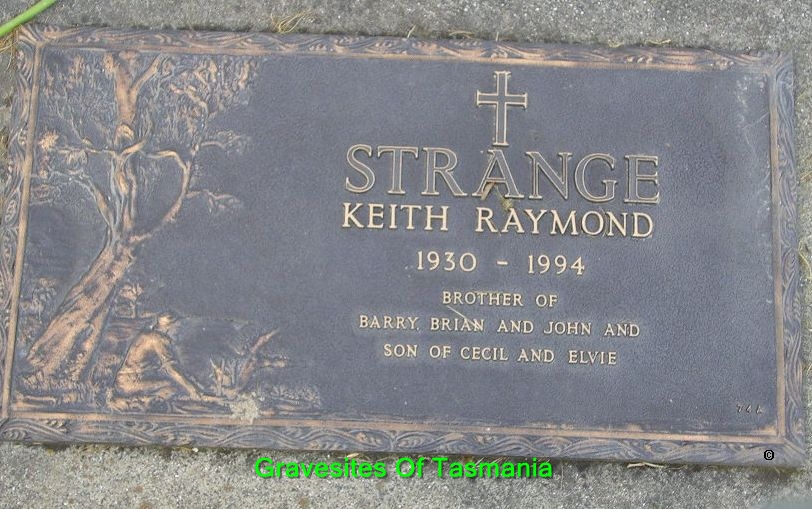 STRANGE
KEITH RAYMOND
1930 - 1994
BROTHER OF
BARRY, BRIAN AND JOHN AND
SON OF CECIL AND ELVIE
©
Gravesites Of Tasmania